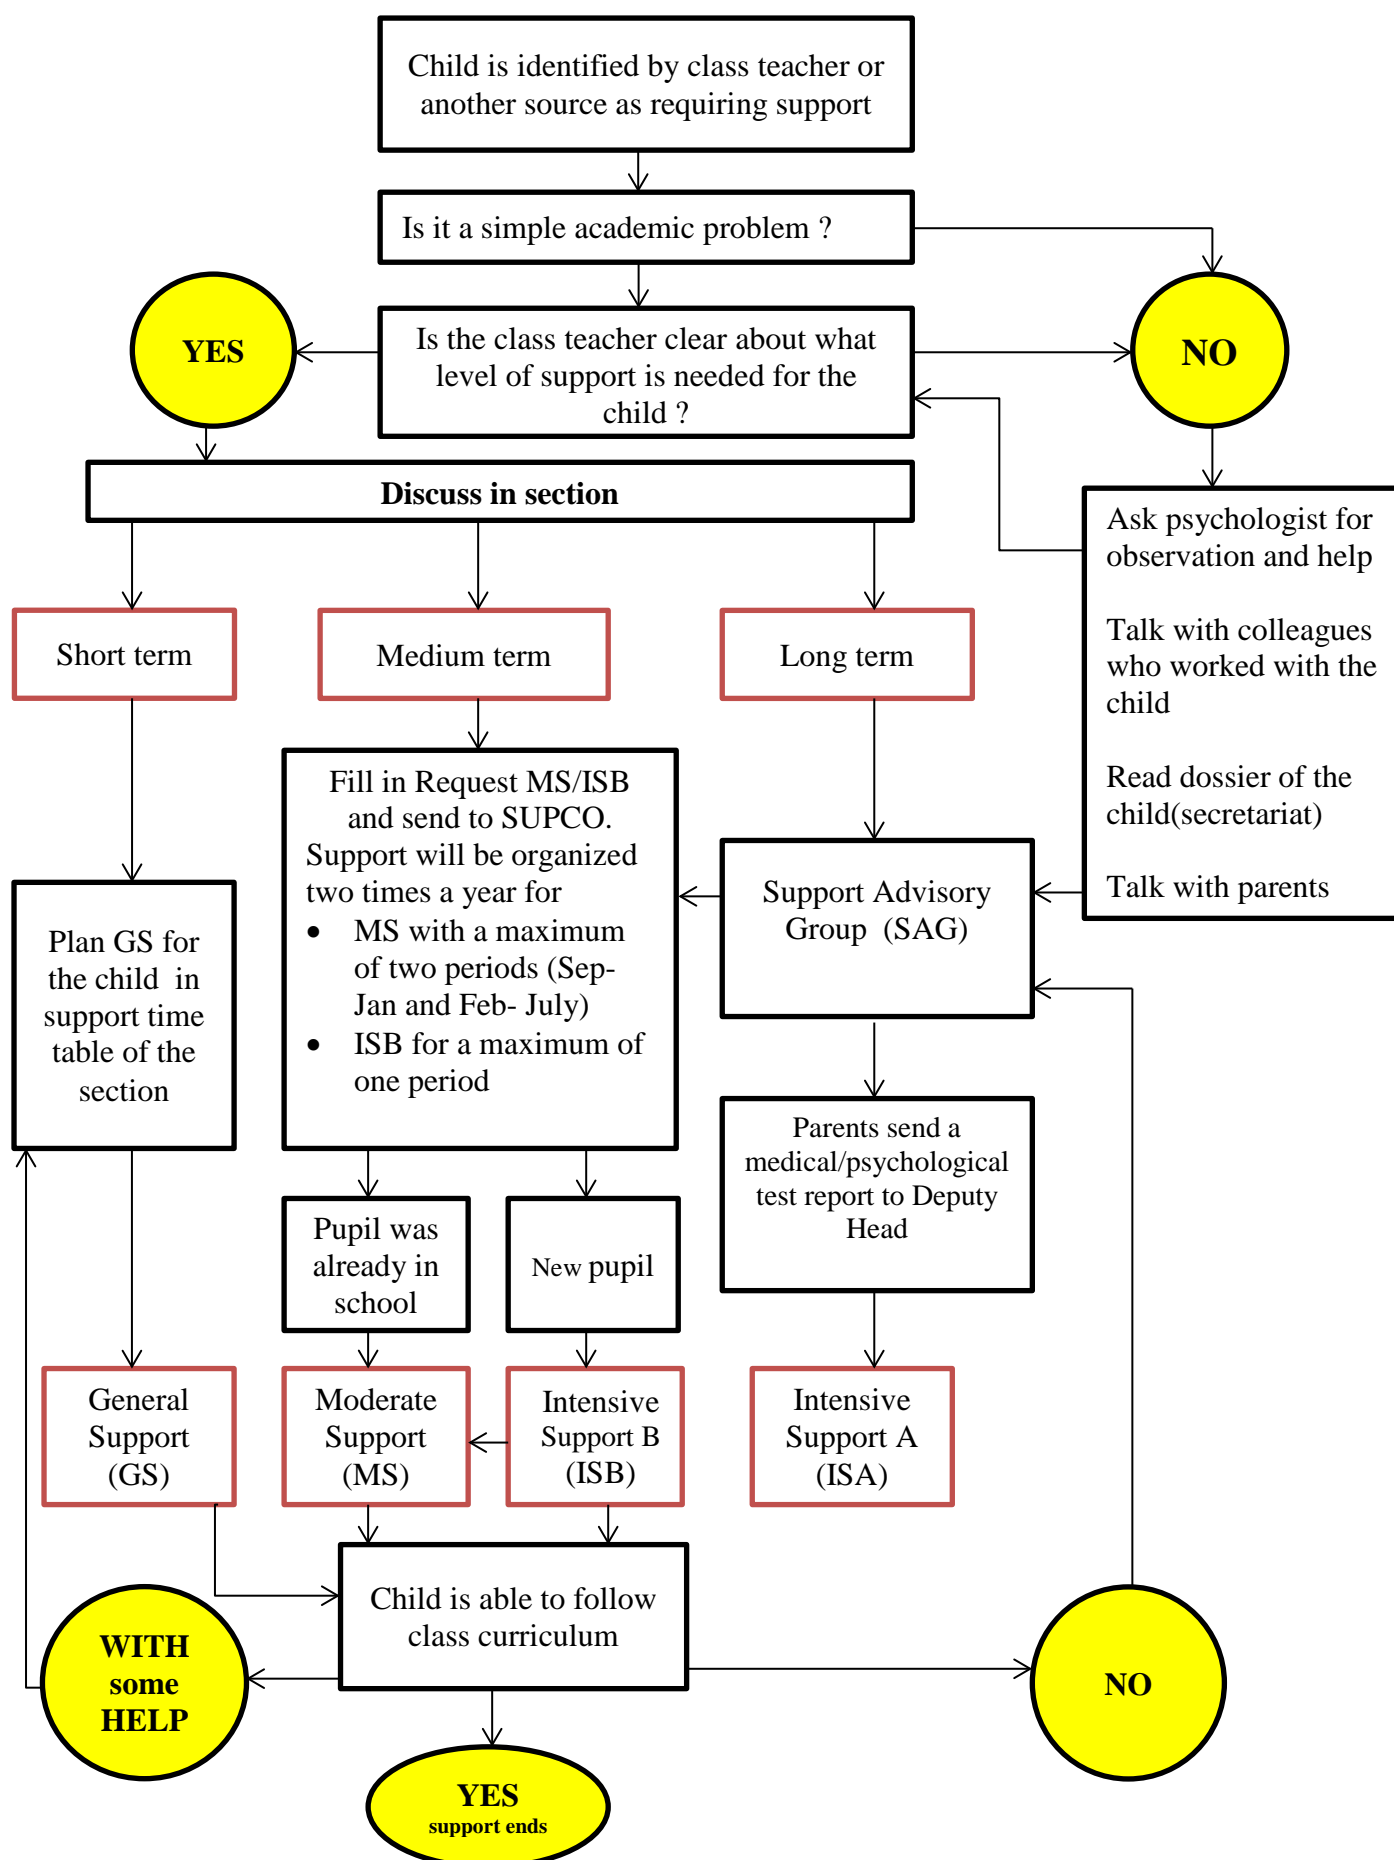 Child is identified by class teacher or
another source as requiring support
Is it a simple academic problem ?
YES
Is the class teacher clear about what
level of support is needed for the
child ?
NO
Discuss in section
Ask psychologist for
observation and help
Talk with colleagues
who worked with the
child
Read dossier of the
child(secretariat)
Talk with parents
Short term
Medium term
Long term
Fill in Request MS/ISB
and send to SUPCO.
Support will be organized
two times a year for
• MS with a maximum
of two periods (Sep-
Jan and Feb- July)
• ISB for a maximum of
one period
Support Advisory
Group (SAG)
Plan GS for
the child in
support time
table of the
section
Parents send a
medical/psychological
test report to Deputy
Head
Pupil was
already in
school
New pupil
General
Support
(GS)
Moderate
Support
(MS)
Intensive
Support B
(ISB)
Intensive
Support A
(ISA)
Child is able to follow
class curriculum
WITH
some
HELP
NO
YES
support ends